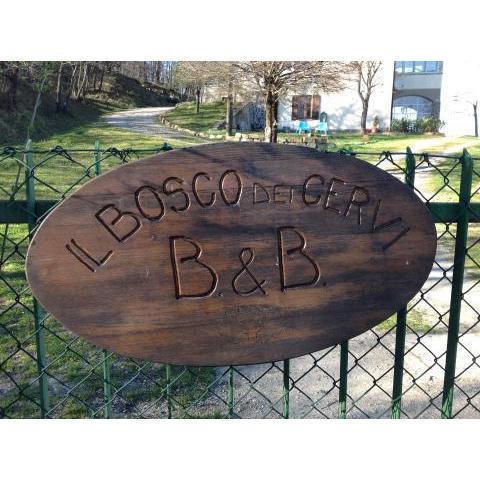 IL BOSCO DEI CERVI
B. & B.